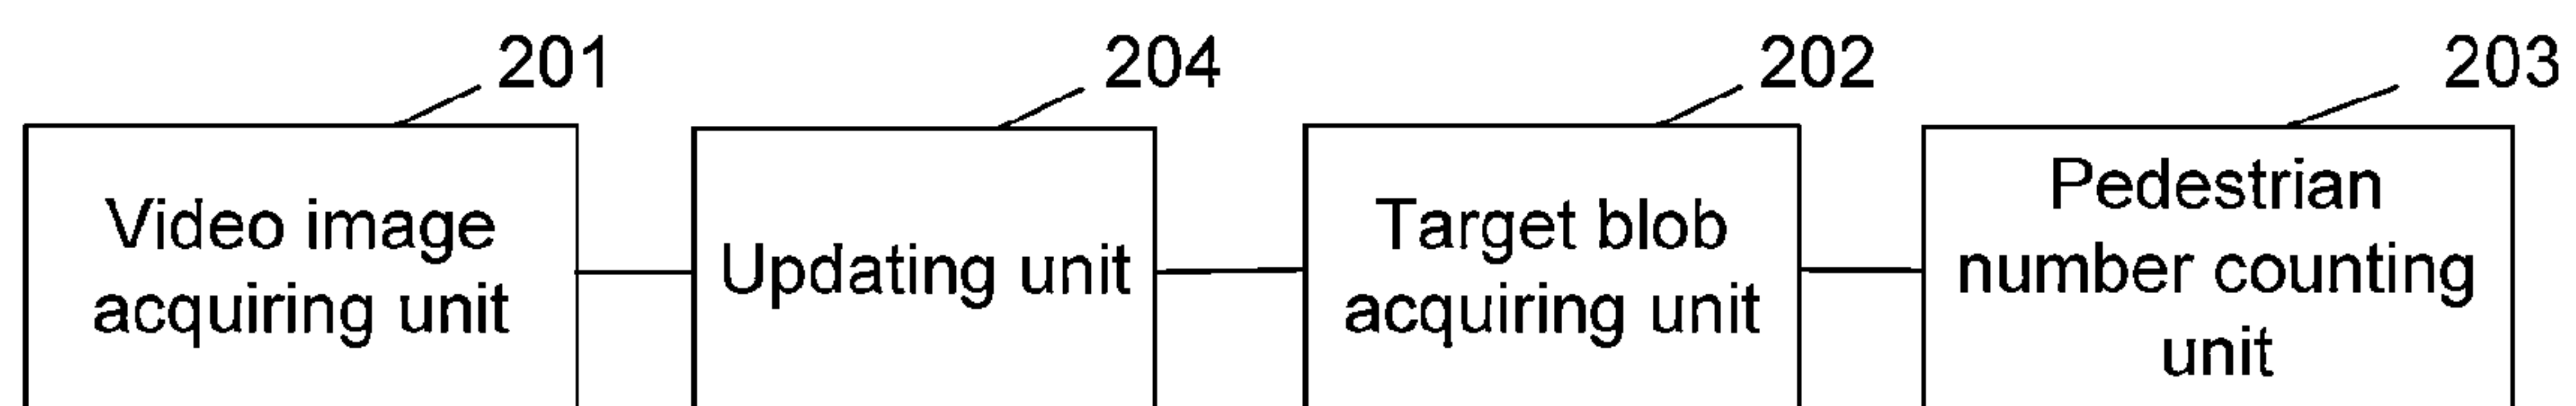 201
204
202
203
Video image
acquiring unit
Updating unit
Target blob
acquiring unit
Pedestrian
number counting
unit